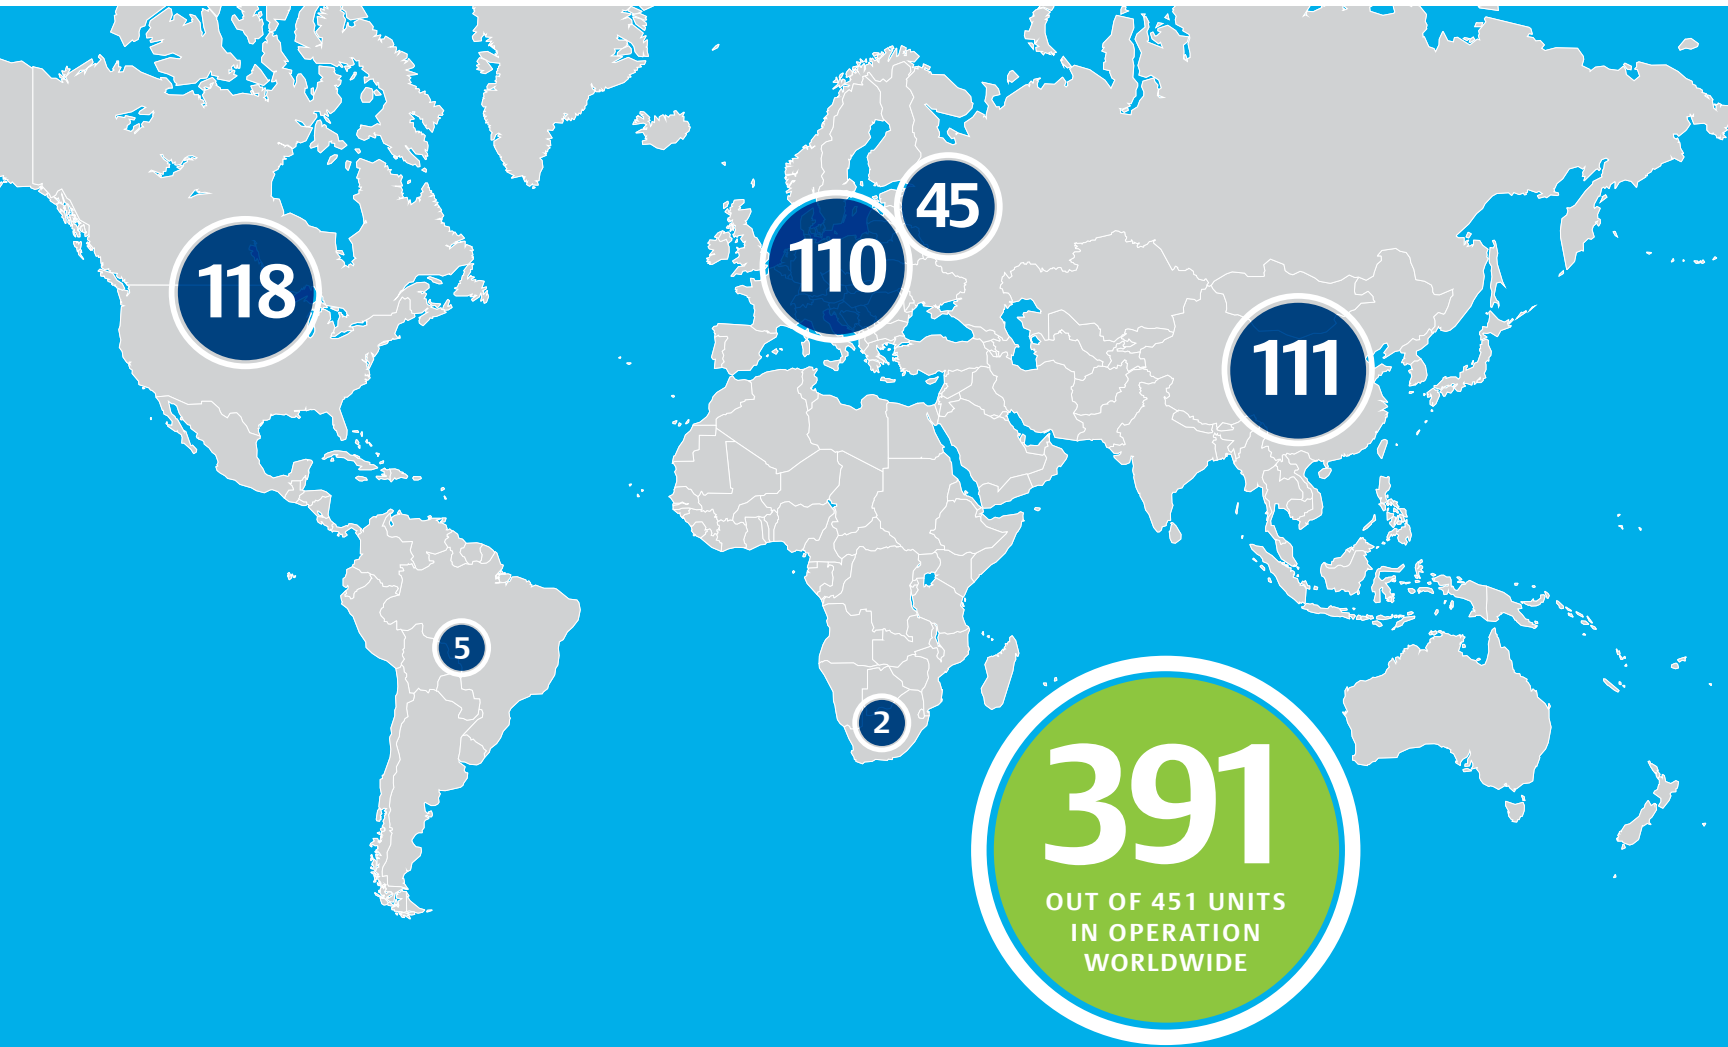 45
110
118
111
5
2
391
OUT OF 451 UNITS
IN OPERATION
WORLDWIDE